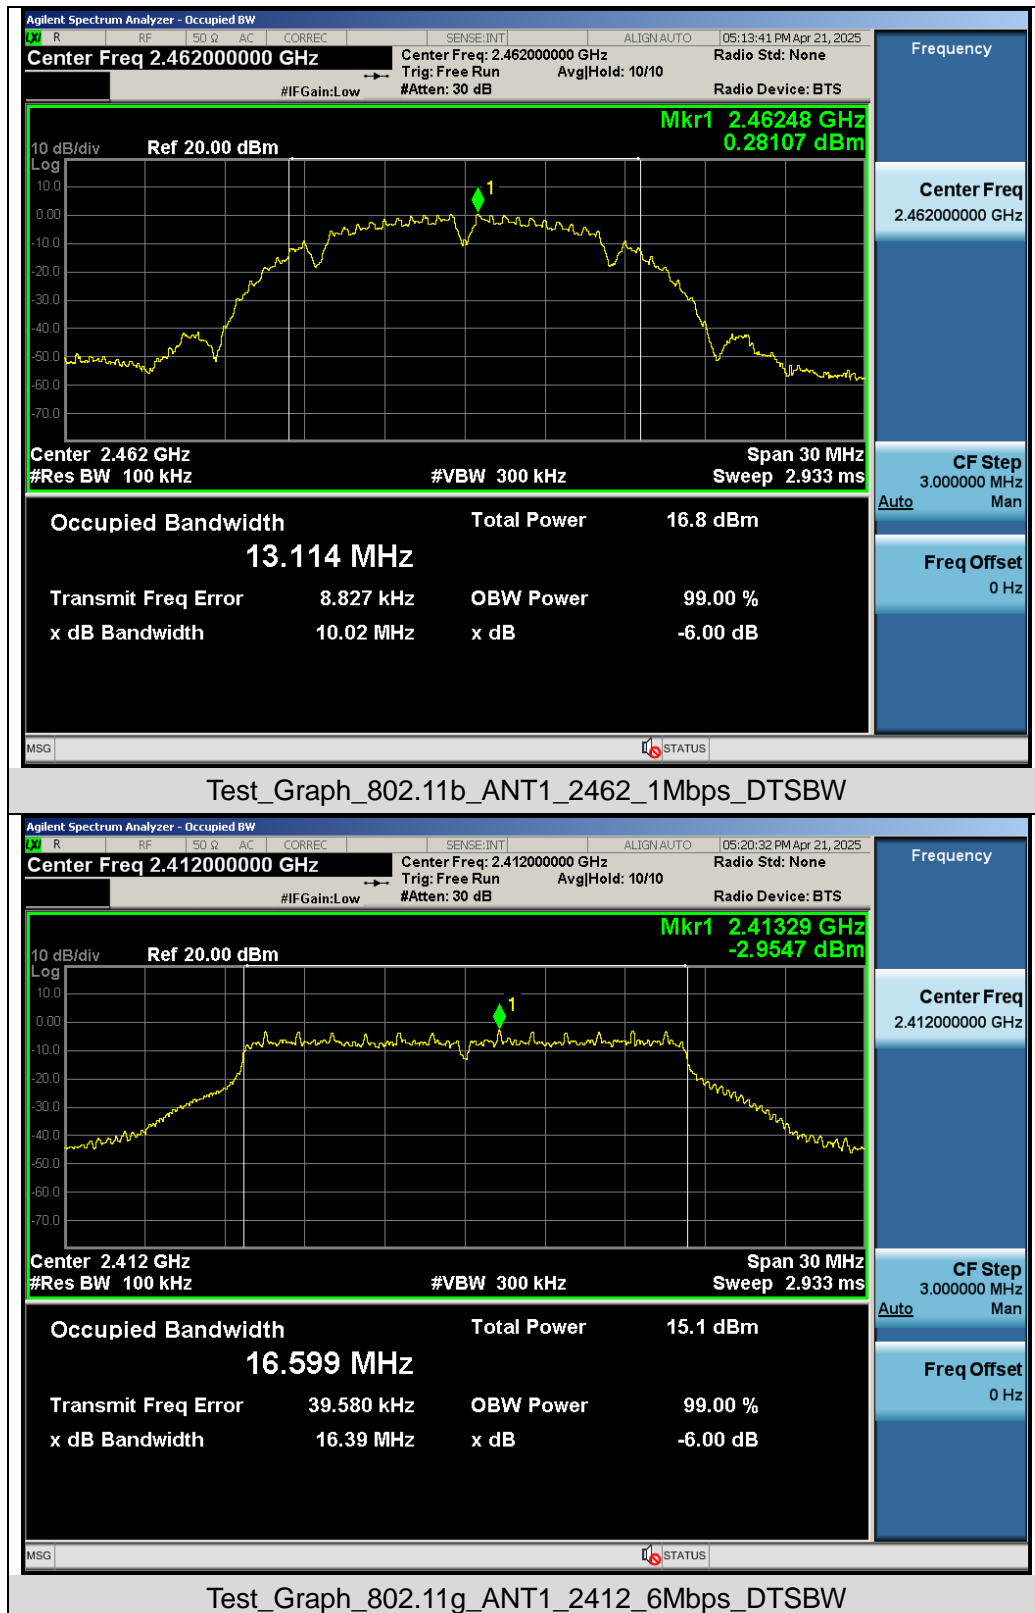 Agilent Spectrum Analyzer - Occupied BW
LXI R RF 50 Ω AC CORREC SENSE:INT ALIGN AUTO 05:13:41 PM Apr 21, 2025
Center Freq 2.462000000 GHz Center Freq: 2.462000000 GHz Radio Std: None Frequency
Trig: Free Run Avg|Hold: 10/10
#IFGain:Low #Atten: 30 dB Radio Device: BTS
Mkr1 2.46248 GHz
0.28107 dBm
10 dB/div Ref 20.00 dBm
Log
10.0
0.00
-10.0
-20.0
-30.0
-40.0
-50.0
-60.0
-70.0
1
Center Freq
2.462000000 GHz
Center 2.462 GHz Span 30 MHz
#Res BW 100 kHz #VBW 300 kHz Sweep 2.933 ms
CF Step
3.000000 MHz
Auto Man
Occupied Bandwidth Total Power 16.8 dBm
13.114 MHz
Freq Offset
0 Hz
Transmit Freq Error 8.827 kHz OBW Power 99.00 %
x dB Bandwidth 10.02 MHz x dB -6.00 dB
MSG STATUS
Test_Graph_802.11b_ANT1_2462_1Mbps_DTSBW
Agilent Spectrum Analyzer - Occupied BW
LXI R RF 50 Ω AC CORREC SENSE:INT ALIGN AUTO 05:20:32 PM Apr 21, 2025
Center Freq 2.412000000 GHz Center Freq: 2.412000000 GHz Radio Std: None Frequency
Trig: Free Run Avg|Hold: 10/10
#IFGain:Low #Atten: 30 dB Radio Device: BTS
Mkr1 2.41329 GHz
-2.9547 dBm
10 dB/div Ref 20.00 dBm
Log
10.0
0.00
-10.0
-20.0
-30.0
-40.0
-50.0
-60.0
-70.0
1
Center Freq
2.412000000 GHz
Center 2.412 GHz Span 30 MHz
#Res BW 100 kHz #VBW 300 kHz Sweep 2.933 ms
CF Step
3.000000 MHz
Auto Man
Occupied Bandwidth Total Power 15.1 dBm
16.599 MHz
Freq Offset
0 Hz
Transmit Freq Error 39.580 kHz OBW Power 99.00 %
x dB Bandwidth 16.39 MHz x dB -6.00 dB
MSG STATUS
Test_Graph_802.11g_ANT1_2412_6Mbps_DTSBW